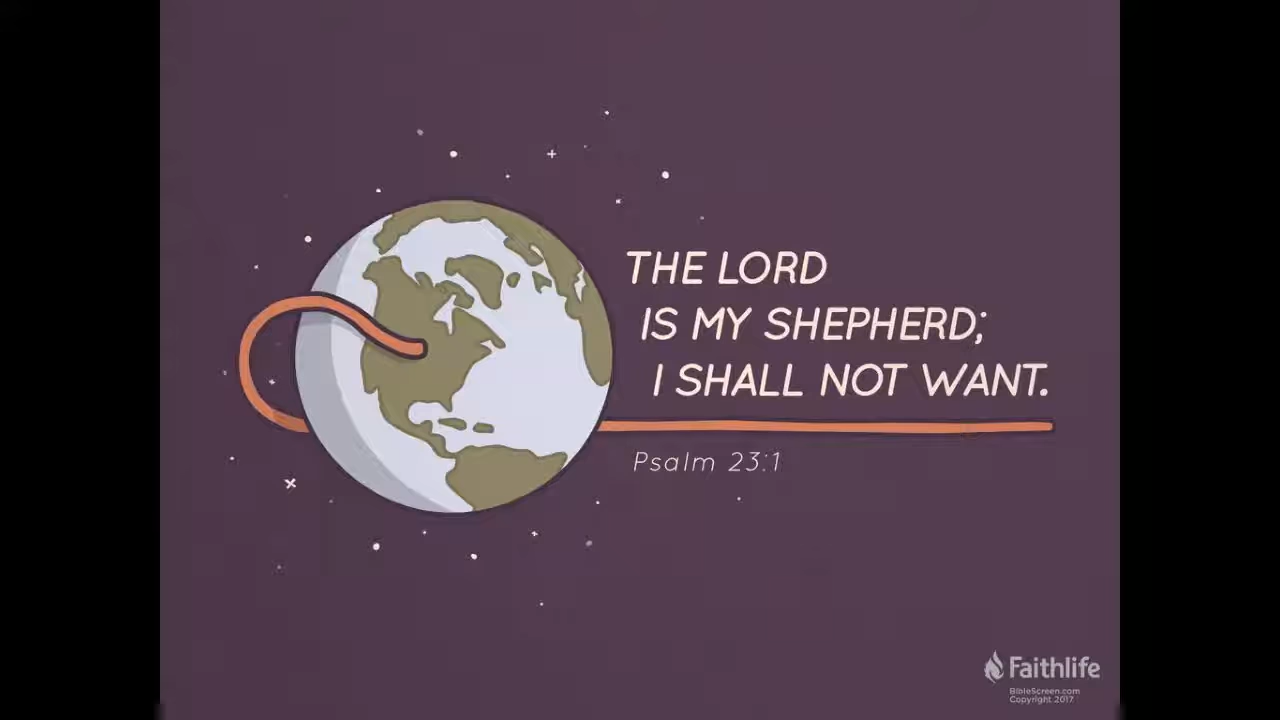 THE LORD
IS MY SHEPHERD;
I SHALL NOT WANT.
Psalm 23:1
Faithlife
BibleScreen.com
Copyright 2017